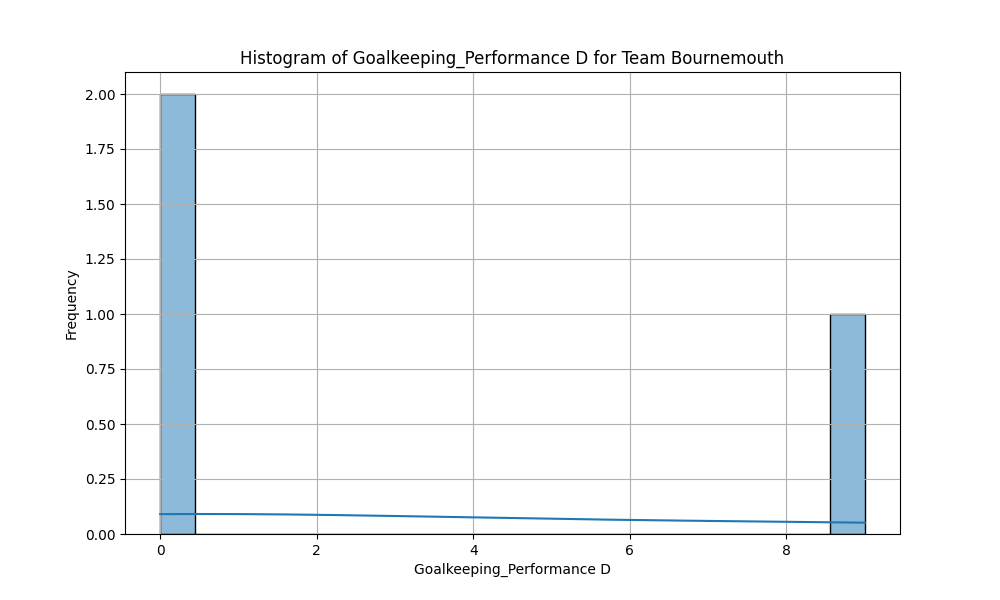 Histogram of Goalkeeping_Performance D for Team Bournemouth
2.00
1.75
1.50
1.25
1.00
0.75
0.50
0.25
0.00
Frequency
0 2 4 6 8
Goalkeeping_Performance D